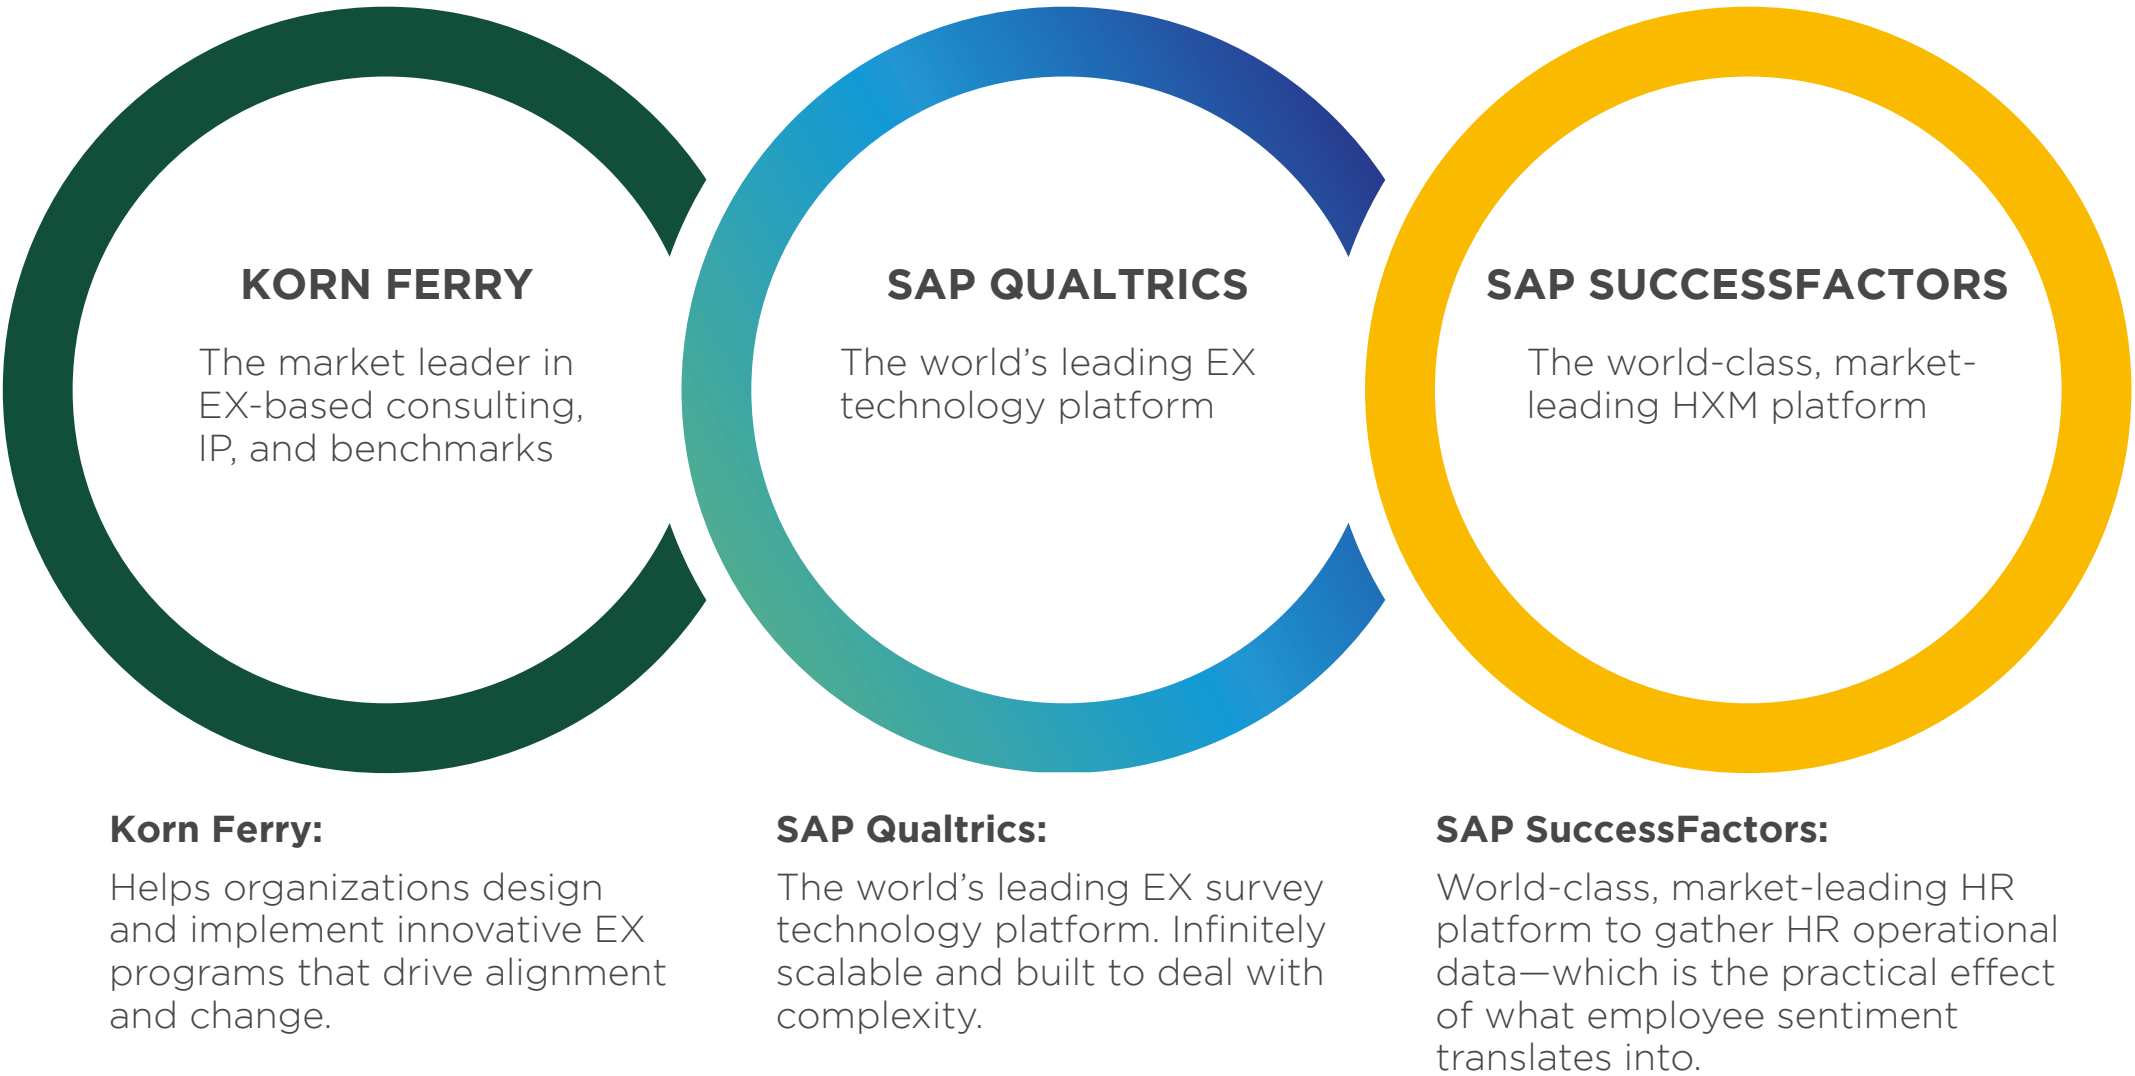 KORN FERRY
The market leader in
EX-based consulting,
IP, and benchmarks
SAP QUALTRICS
The world’s leading EX
technology platform
SAP SUCCESSFACTORS
The world-class, market-
leading HXM platform
Korn Ferry:
Helps organizations design
and implement innovative EX
programs that drive alignment
and change.
SAP Qualtrics:
The world’s leading EX survey
technology platform. Infinitely
scalable and built to deal with
complexity.
SAP SuccessFactors:
World-class, market-leading HR
platform to gather HR operational
data—which is the practical effect
of what employee sentiment
translates into.